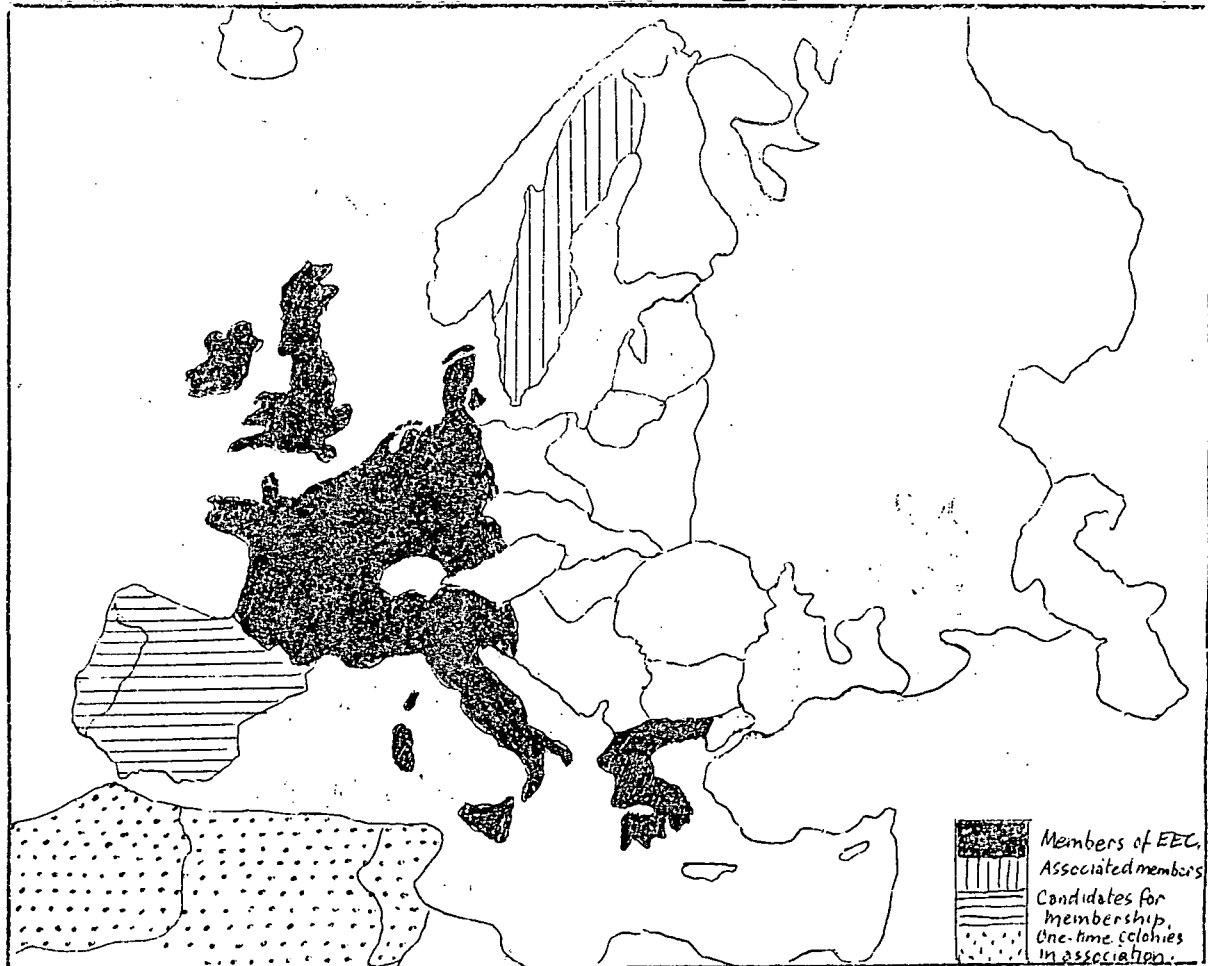 Members of EEC.
Associated members
Candidates for
membership.
One-time colonies
in association.